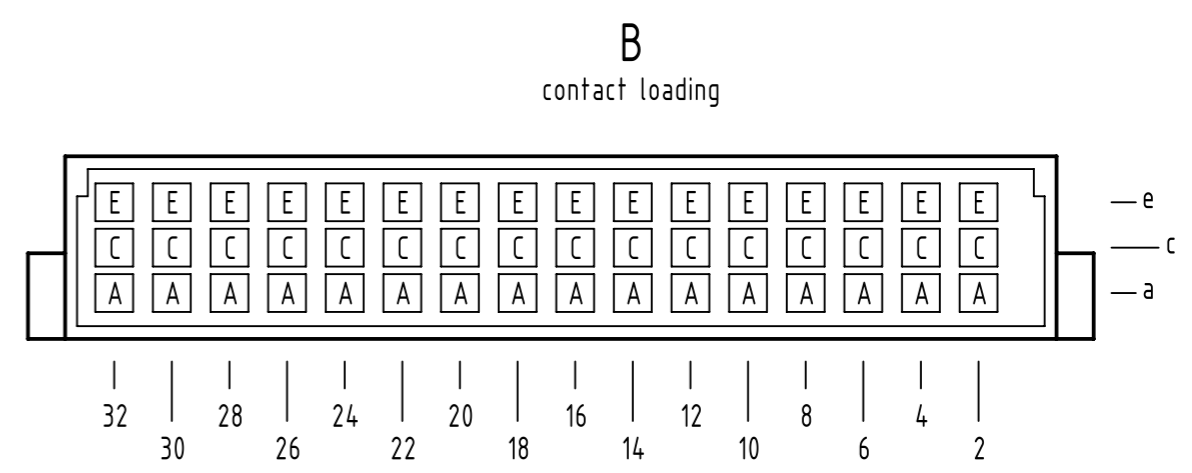 B
contact loading
E E E E E E E E E E E E E E E E e
C C C C C C C C C C C C C C C C c
A A A A A A A A A A A A A A A A a
32 28 24 20 16 12 8 4
30 26 22 18 14 10 6 2